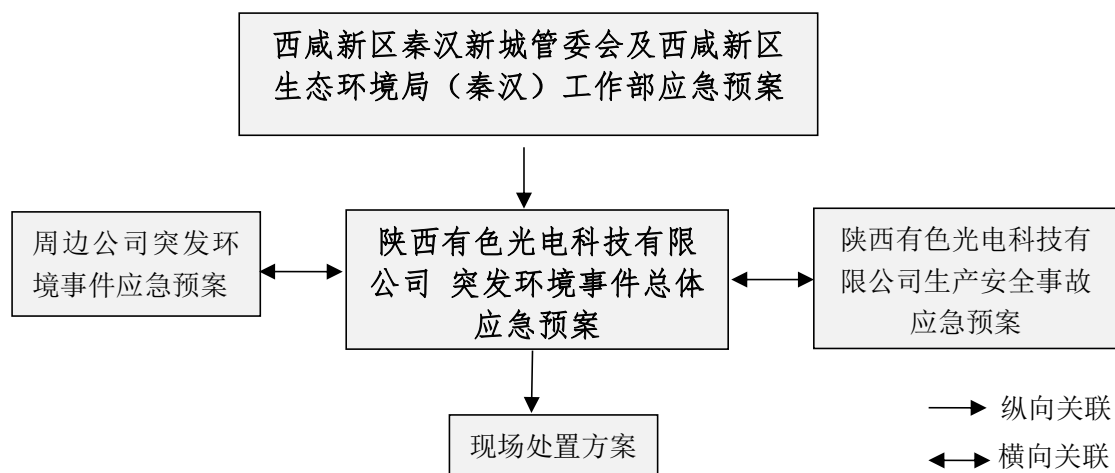 西咸新区秦汉新城管委会及西咸新区
生态环境局（秦汉）工作部应急预案
周边公司突发环
境事件应急预案
陕西有色光电科技有限
公司 突发环境事件总体
应急预案
陕西有色光电科技有
限公司生产安全事故
应急预案
现场处置方案
纵向关联
横向关联